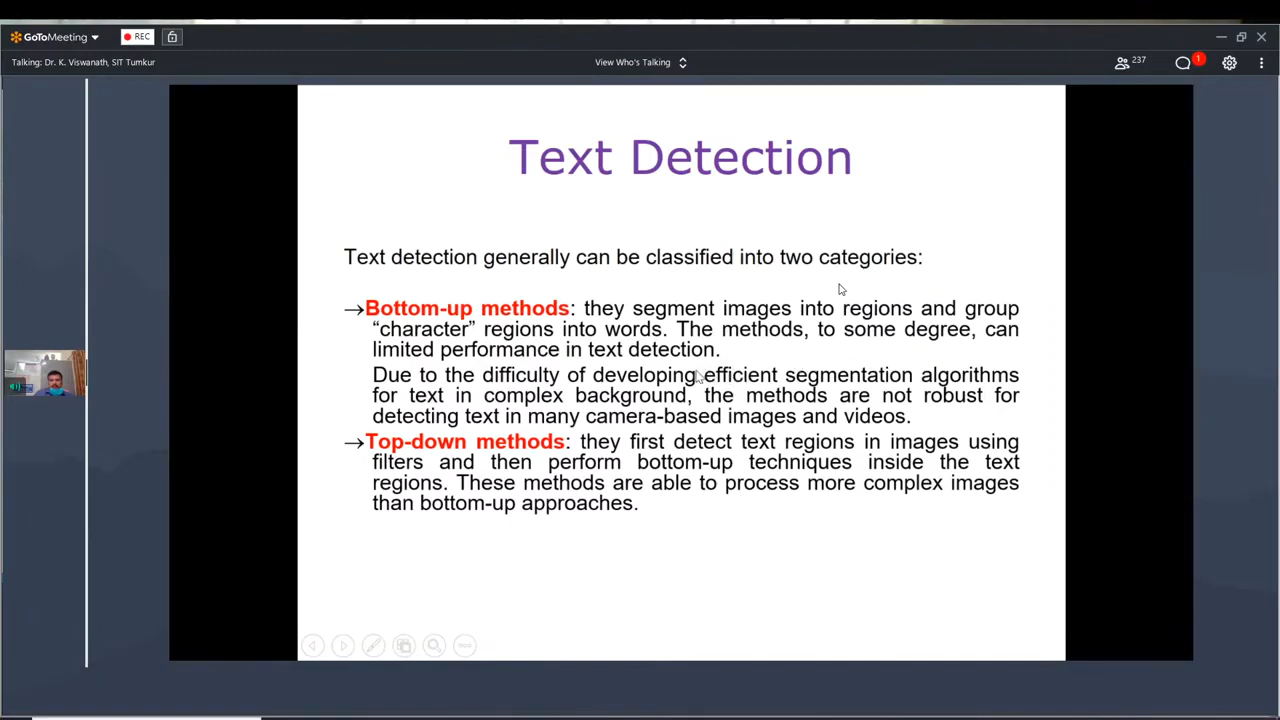 GoToMeeting
REC
Talking: Dr. K. Viswanath, SIT Tumkur
View Who's Talking
237
1
Text Detection
Text detection generally can be classified into two categories:
→Bottom-up methods: they segment images into regions and group
“character” regions into words. The methods, to some degree, can
limited performance in text detection.
Due to the difficulty of developing efficient segmentation algorithms
for text in complex background, the methods are not robust for
detecting text in many camera-based images and videos.
→Top-down methods: they first detect text regions in images using
filters and then perform bottom-up techniques inside the text
regions. These methods are able to process more complex images
than bottom-up approaches.